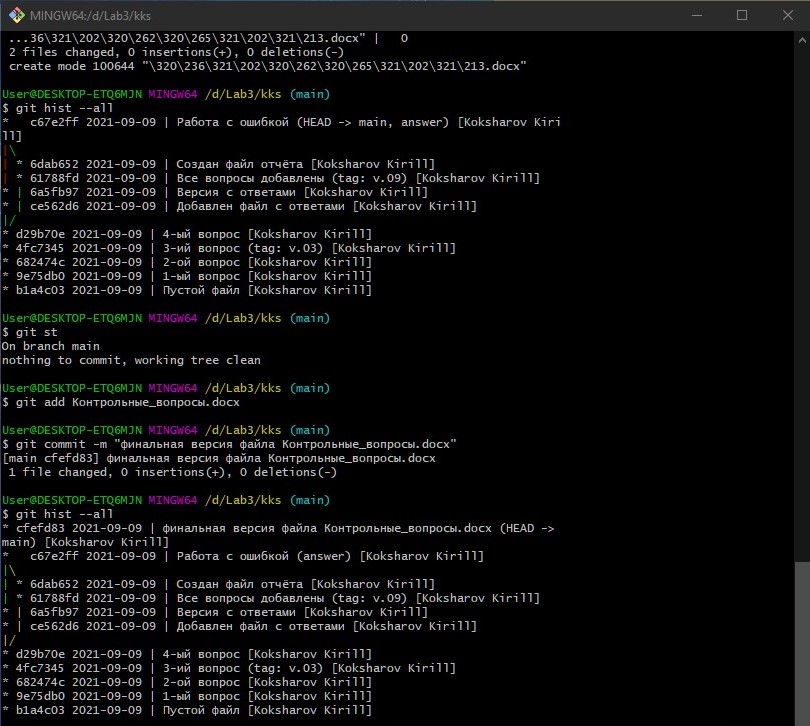 MINGW64:/d/Lab3/kks
...36\321\202\320\262\320\265\321\202\321\213.docx" |   0
 2 files changed, 0 insertions(+), 0 deletions(-)
 create mode 100644 "\320\236\321\202\320\262\320\265\321\202\321\213.docx"
User@DESKTOP-ETQ6MJN MINGW64 /d/Lab3/kks (main)
$ git hist --all
*   c67e2ff 2021-09-09 | Работа с ошибкой (HEAD -> main, answer) [Koksharov Kiri
ll]
|\
| * 6dab652 2021-09-09 | Создан файл отчёта [Koksharov Kirill]
| * 61788fd 2021-09-09 | Все вопросы добавлены (tag: v.09) [Koksharov Kirill]
* | 6a5fb97 2021-09-09 | Версия с ответами [Koksharov Kirill]
* | ce562d6 2021-09-09 | Добавлен файл с ответами [Koksharov Kirill]
|/
* d29b70e 2021-09-09 | 4-ый вопрос [Koksharov Kirill]
* 4fc7345 2021-09-09 | 3-ий вопрос (tag: v.03) [Koksharov Kirill]
* 682474c 2021-09-09 | 2-ой вопрос [Koksharov Kirill]
* 9e75db0 2021-09-09 | 1-ый вопрос [Koksharov Kirill]
* b1a4c03 2021-09-09 | Пустой файл [Koksharov Kirill]
User@DESKTOP-ETQ6MJN MINGW64 /d/Lab3/kks (main)
$ git st
On branch main
nothing to commit, working tree clean
User@DESKTOP-ETQ6MJN MINGW64 /d/Lab3/kks (main)
$ git add Контрольные_вопросы.docx
User@DESKTOP-ETQ6MJN MINGW64 /d/Lab3/kks (main)
$ git commit -m "финальная версия файла Контрольные_вопросы.docx"
[main cfefd83] финальная версия файла Контрольные_вопросы.docx
 1 file changed, 0 insertions(+), 0 deletions(-)
User@DESKTOP-ETQ6MJN MINGW64 /d/Lab3/kks (main)
$ git hist --all
* cfefd83 2021-09-09 | финальная версия файла Контрольные_вопросы.docx (HEAD ->
main) [Koksharov Kirill]
*   c67e2ff 2021-09-09 | Работа с ошибкой (answer) [Koksharov Kirill]
|\
| * 6dab652 2021-09-09 | Создан файл отчёта [Koksharov Kirill]
| * 61788fd 2021-09-09 | Все вопросы добавлены (tag: v.09) [Koksharov Kirill]
* | 6a5fb97 2021-09-09 | Версия с ответами [Koksharov Kirill]
* | ce562d6 2021-09-09 | Добавлен файл с ответами [Koksharov Kirill]
|/
* d29b70e 2021-09-09 | 4-ый вопрос [Koksharov Kirill]
* 4fc7345 2021-09-09 | 3-ий вопрос (tag: v.03) [Koksharov Kirill]
* 682474c 2021-09-09 | 2-ой вопрос [Koksharov Kirill]
* 9e75db0 2021-09-09 | 1-ый вопрос [Koksharov Kirill]
* b1a4c03 2021-09-09 | Пустой файл [Koksharov Kirill]